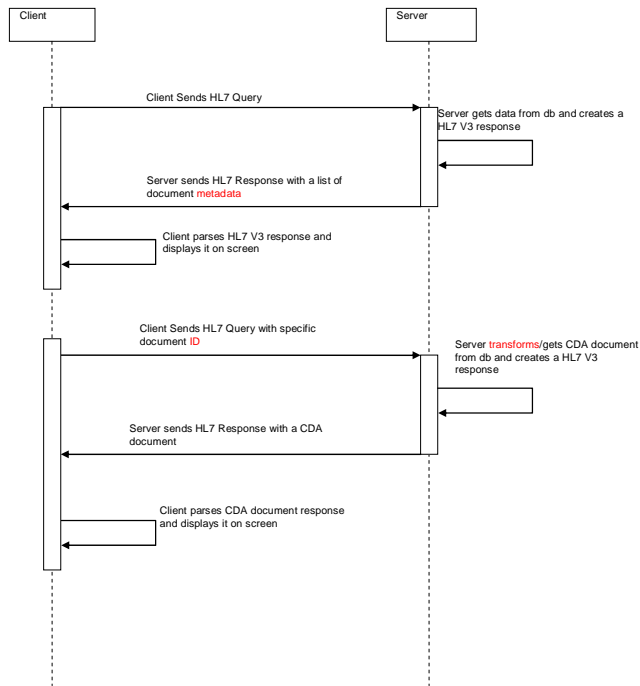 Client
Server
Client Sends HL7 Query
Server gets data from db and creates a
HL7 V3 response
Server sends HL7 Response with a list of
document metadata
Client parses HL7 V3 response and
displays it on screen
Client Sends HL7 Query with specific
document ID
Server transforms/gets CDA document
from db and creates a HL7 V3
response
Server sends HL7 Response with a CDA
document
Client parses CDA document response
and displays it on screen